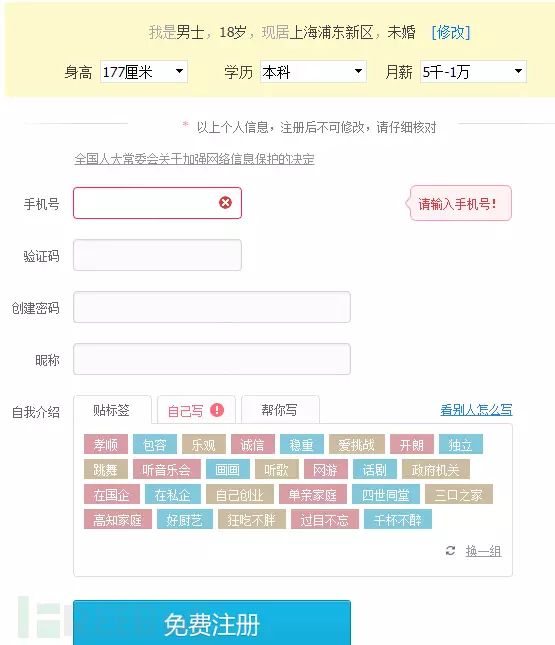 我是男士，18岁，现居上海浦东新区，未婚 [修改]
身高 177厘米 学历 本科 月薪 5千-1万
* 以上个人信息，注册后不可修改，请仔细核对
全国人大常委会关于加强网络信息保护的决定
手机号 请输入手机号！
验证码
创建密码
昵称
自我介绍 贴标签 自己写 帮你写 看别人怎么写
孝顺 包容 乐观 诚信 稳重 爱挑战 开朗 独立
跳舞 听音乐会 画画 听歌 网游 话剧 政府机关
在国企 在私企 自己创业 单亲家庭 四世同堂 三口之家
高知家庭 好厨艺 狂吃不胖 过目不忘 千杯不醉
换一组
免费注册